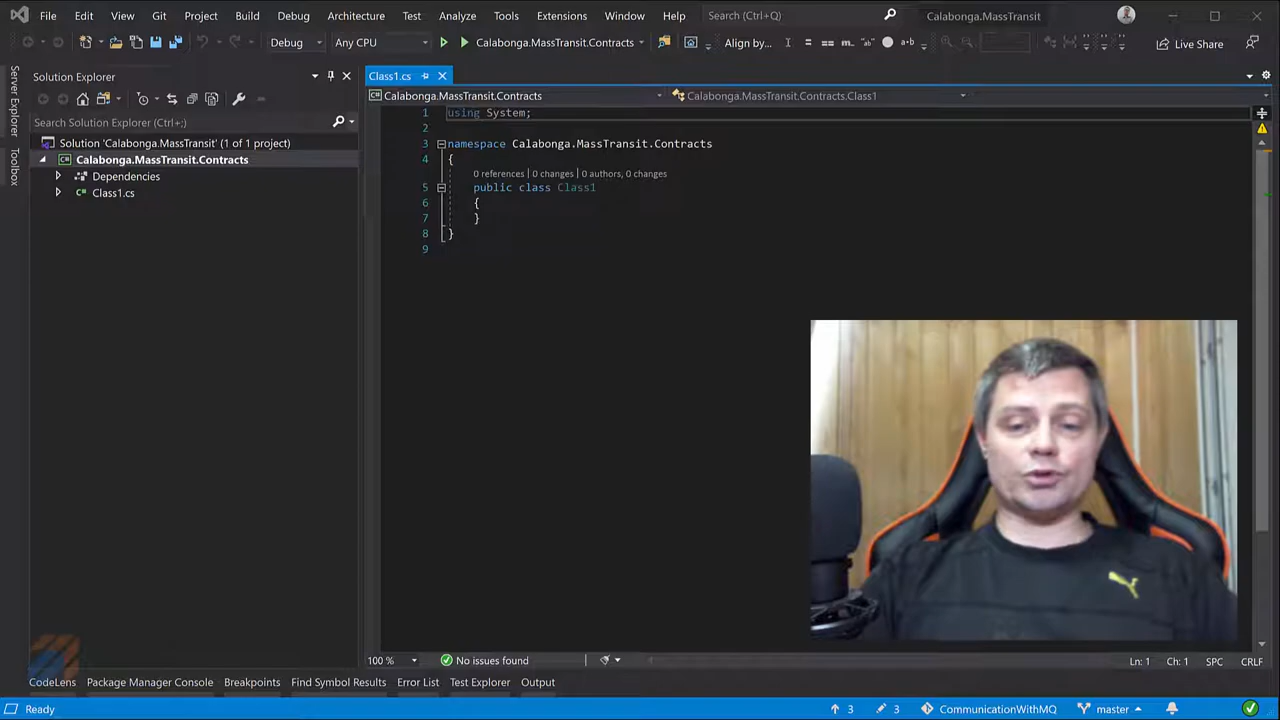 File Edit View Git Project Build Debug Architecture Test Analyze Tools Extensions Window Help Search (Ctrl+Q) Calabonga.MassTransit
Debug Any CPU Calabonga.MassTransit.Contracts Align by... Live Share
Server Explorer
Toolbox
Solution Explorer
Search Solution Explorer (Ctrl+;)
Solution 'Calabonga.MassTransit' (1 of 1 project)
Calabonga.MassTransit.Contracts
Dependencies
Class1.cs
Class1.cs
Calabonga.MassTransit.Contracts Calabonga.MassTransit.Contracts.Class1
1 using System;
2
3 namespace Calabonga.MassTransit.Contracts
4 {
0 references | 0 changes | 0 authors, 0 changes
5 public class Class1
6 {
7 }
8 }
9
100 % No issues found Ln: 1 Ch: 1 SPC CRLF
CodeLens Package Manager Console Breakpoints Find Symbol Results Error List Test Explorer Output
Ready 3 3 CommunicationWithMQ master